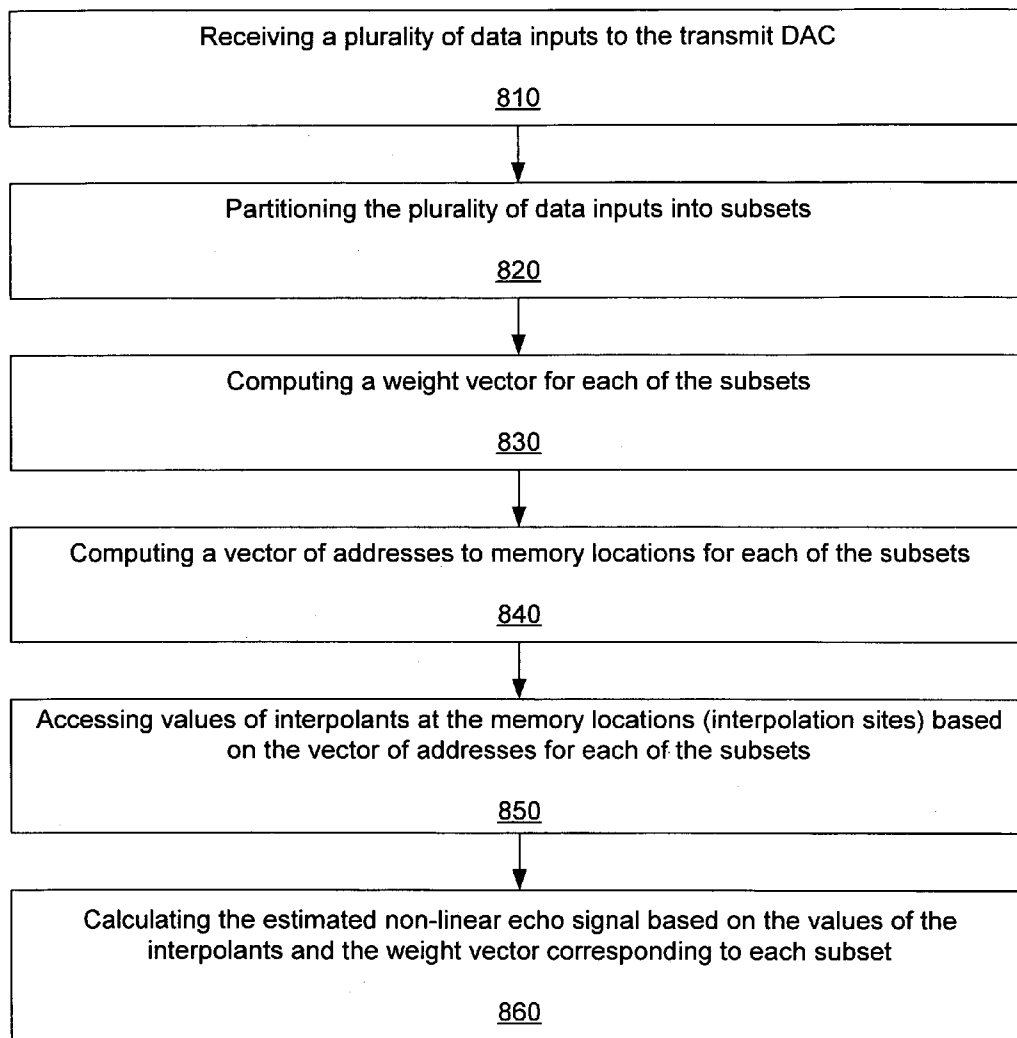 Receiving a plurality of data inputs to the transmit DAC
810
Partitioning the plurality of data inputs into subsets
820
Computing a weight vector for each of the subsets
830
Computing a vector of addresses to memory locations for each of the subsets
840
Accessing values of interpolants at the memory locations (interpolation sites) based
on the vector of addresses for each of the subsets
850
Calculating the estimated non-linear echo signal based on the values of the
interpolants and the weight vector corresponding to each subset
860